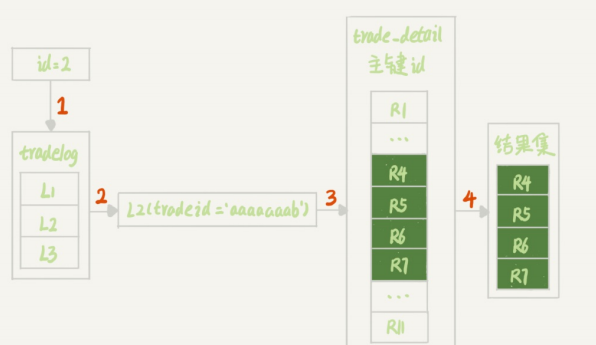 id=2
1
tradelog
L1
L2
L3
2
L2(tradeid='aaaaaaab')
3
trade_detail
主键id
R1
...
R4
R5
R6
R7
...
R11
4
结果集
R4
R5
R6
R7